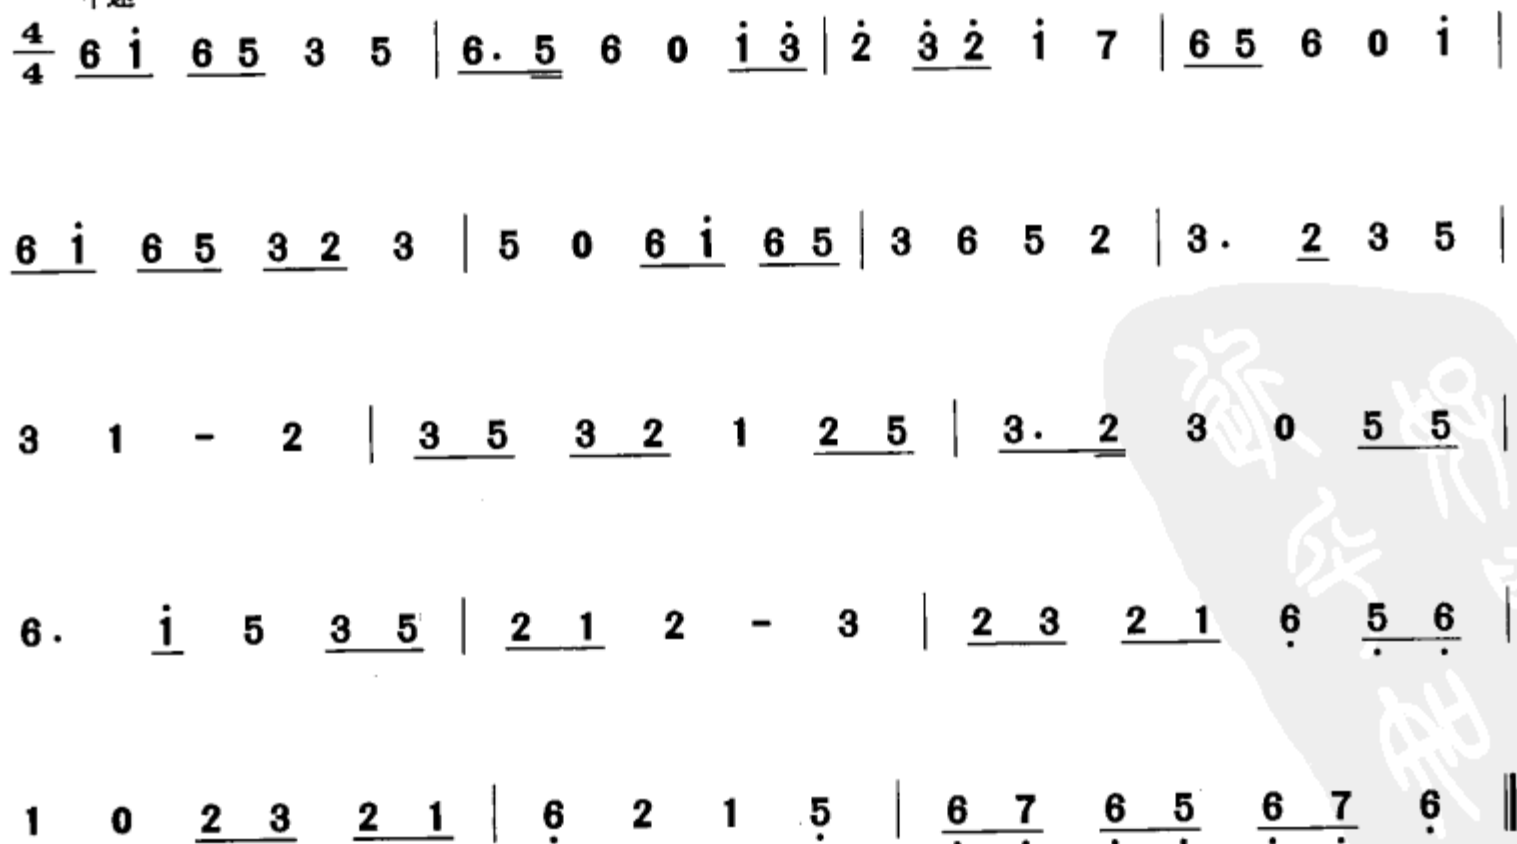 4/4 6 i̇ 6 5 3 5 | 6. 5 6 0 i̇ 3̇ | 2̇ 3̇ 2̇ i̇ 7 | 6 5 6 0 i̇ |
6 i̇ 6 5 3 2 3 | 5 0 6 i̇ 6 5 | 3 6 5 2 | 3. 2 3 5 |
3 1 - 2 | 3 5 3 2 1 2 5 | 3. 2 3 0 5 5 |
6. i̇ 5 3 5 | 2 1 2 - 3 | 2 3 2 1 6̣ 5̣ 6̣ |
1 0 2 3 2 1 | 6̣ 2 1 5̣ | 6̣ 7̣ 6̣ 5̣ 6̣ 7̣ 6̣ ‖